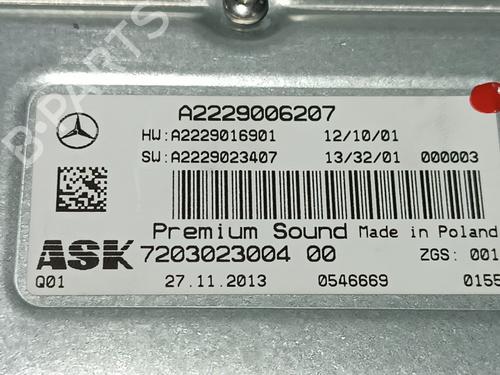 B-PARTS
A2229006207
HW:A2229016901 12/10/01
SW:A2229023407 13/32/01 000003
Premium Sound Made in Poland
ASK 7203023004 00 ZGS: 001
Q01 27.11.2013 0546669 0155